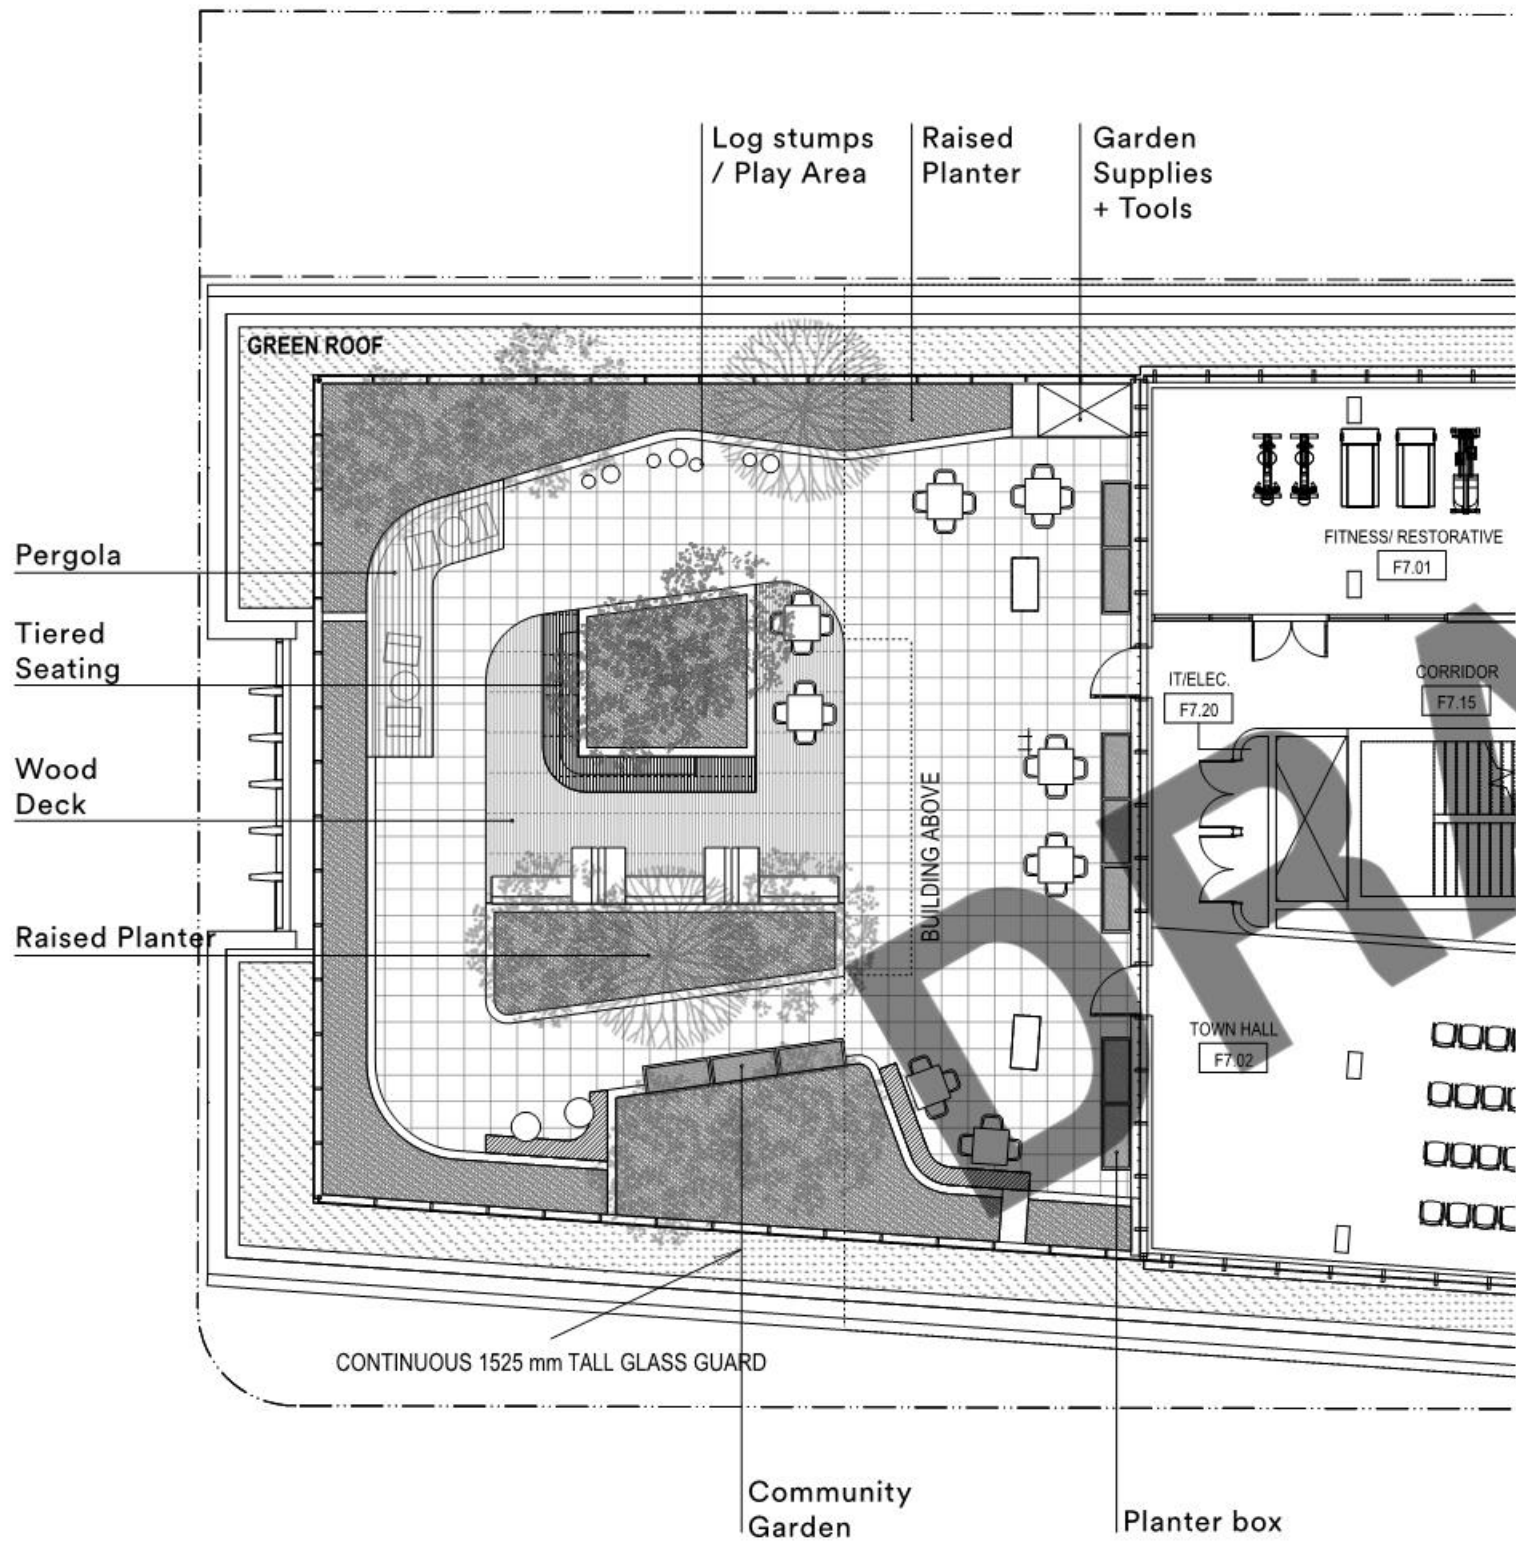 Log stumps
/ Play Area
Raised
Planter
Garden
Supplies
+ Tools
GREEN ROOF
Pergola
Tiered
Seating
Wood
Deck
Raised Planter
BUILDING ABOVE
FITNESS/ RESTORATIVE
F7.01
IT/ELEC.
F7.20
CORRIDOR
F7.15
TOWN HALL
F7.02
CONTINUOUS 1525 mm TALL GLASS GUARD
Community
Garden
Planter box